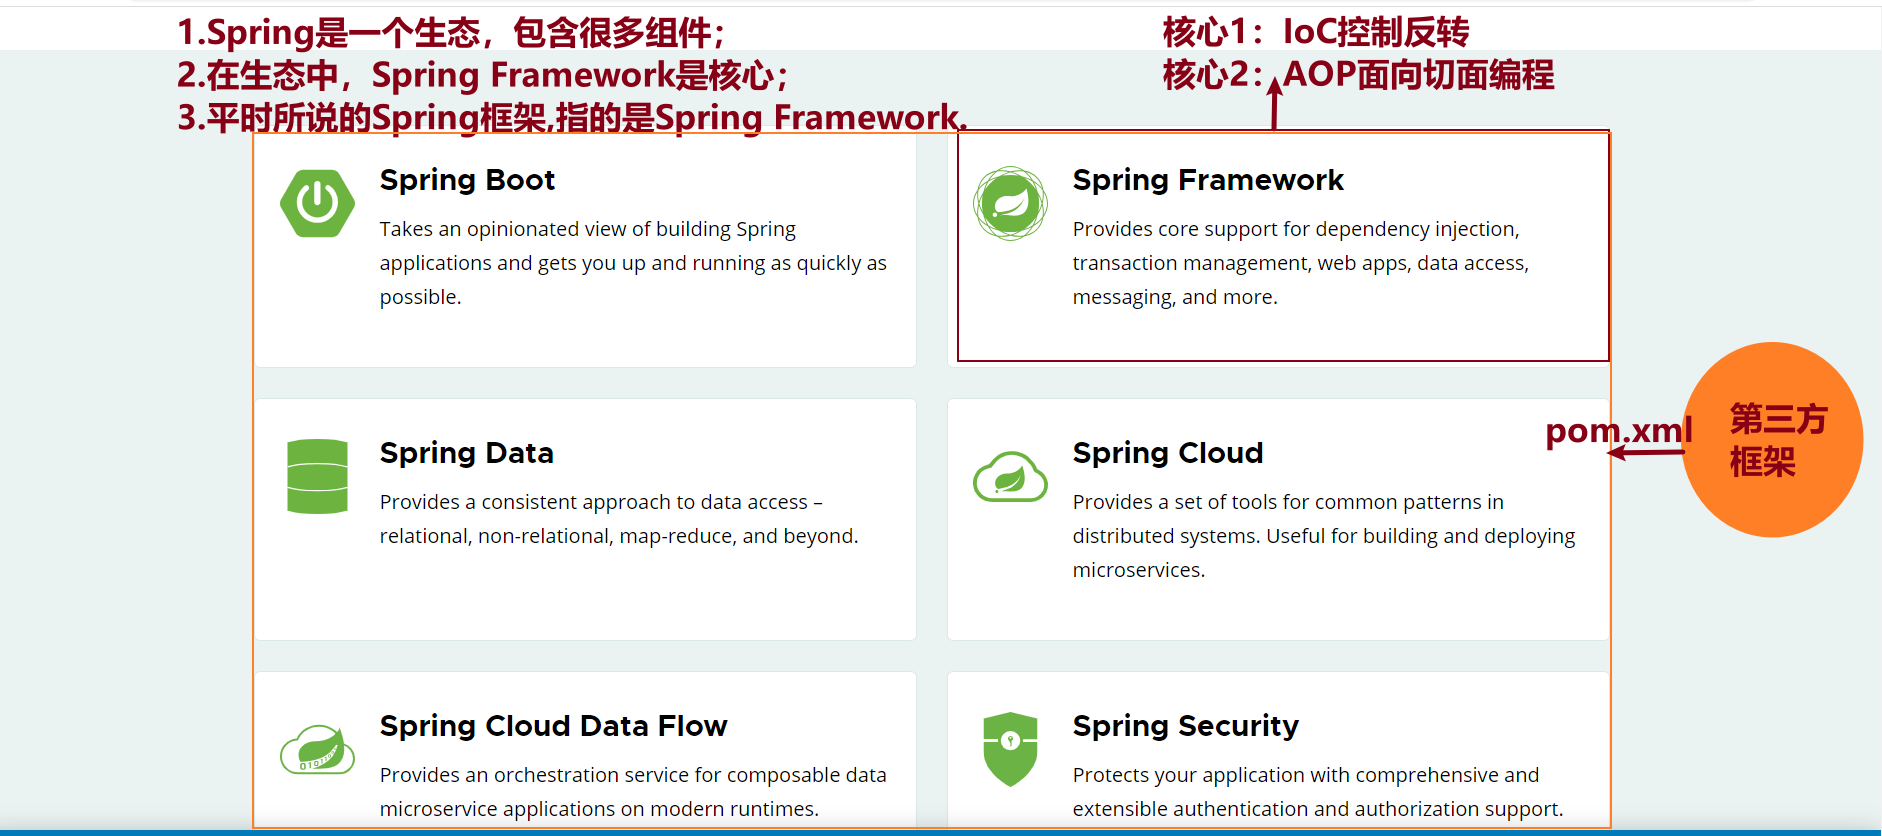 1.Spring是一个生态，包含很多组件；
2.在生态中，Spring Framework是核心；
3.平时所说的Spring框架,指的是Spring Framework.
核心1：IoC控制反转
核心2：AOP面向切面编程
Spring Boot
Takes an opinionated view of building Spring
applications and gets you up and running as quickly as
possible.
Spring Framework
Provides core support for dependency injection,
transaction management, web apps, data access,
messaging, and more.
Spring Data
Provides a consistent approach to data access –
relational, non-relational, map-reduce, and beyond.
Spring Cloud
Provides a set of tools for common patterns in
distributed systems. Useful for building and deploying
microservices.
pom.xml
第三方
框架
Spring Cloud Data Flow
Provides an orchestration service for composable data
microservice applications on modern runtimes.
Spring Security
Protects your application with comprehensive and
extensible authentication and authorization support.